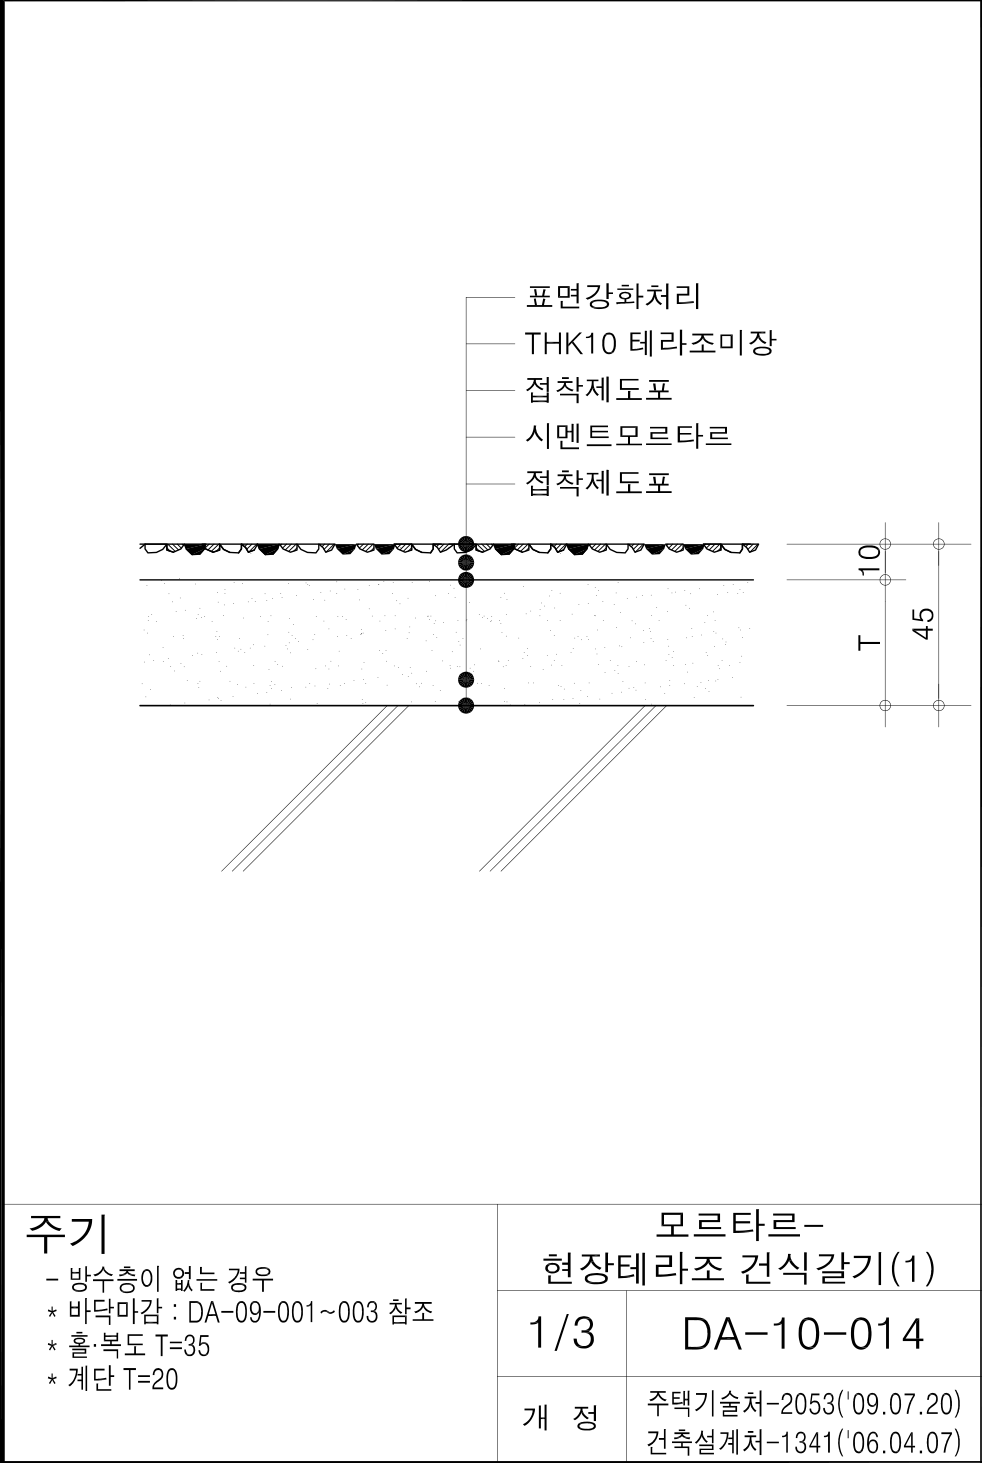 표면강화처리
THK10 테라조미장
접착제도포
시멘트모르타르
접착제도포
10
T
45
주기
- 방수층이 없는 경우
* 바닥마감 : DA-09-001~003 참조
* 홀·복도 T=35
* 계단 T=20
모르타르-
현장테라조 건식갈기(1)
1/3
DA-10-014
개 정
주택기술처-2053('09.07.20)
건축설계처-1341('06.04.07)